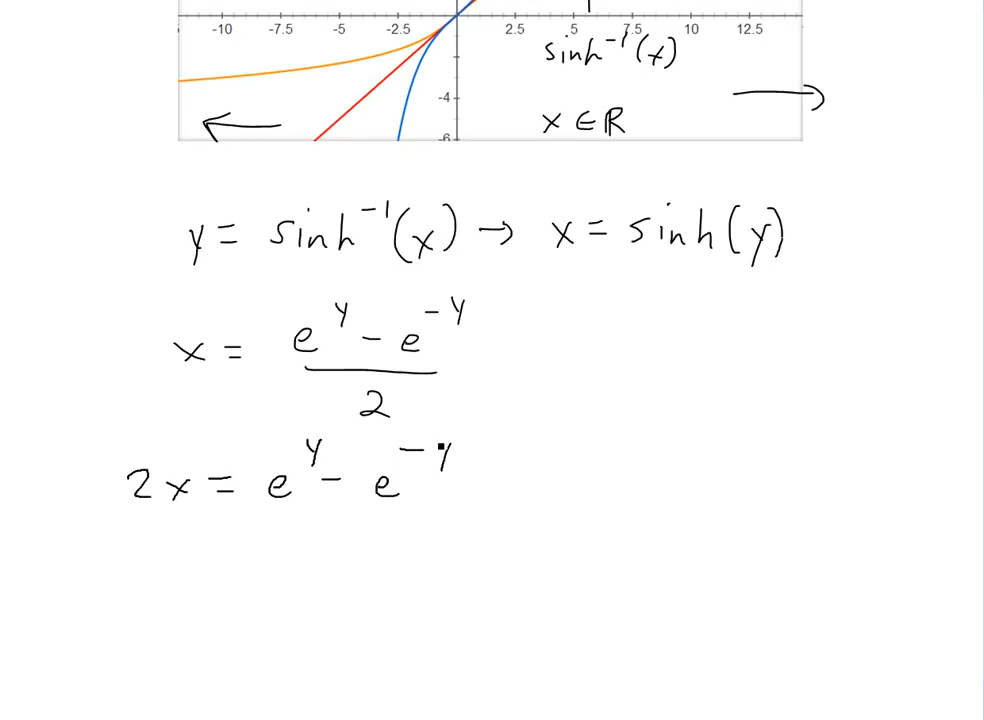 -10 -7.5 -5 -2.5 2.5 5 7.5 10 12.5
sinh⁻¹(x)
-4
x ∈ ℝ
-6
y = sinh⁻¹(x) → x = sinh(y)
x = (e^y - e^-y)/2
2x = e^y - e^-y